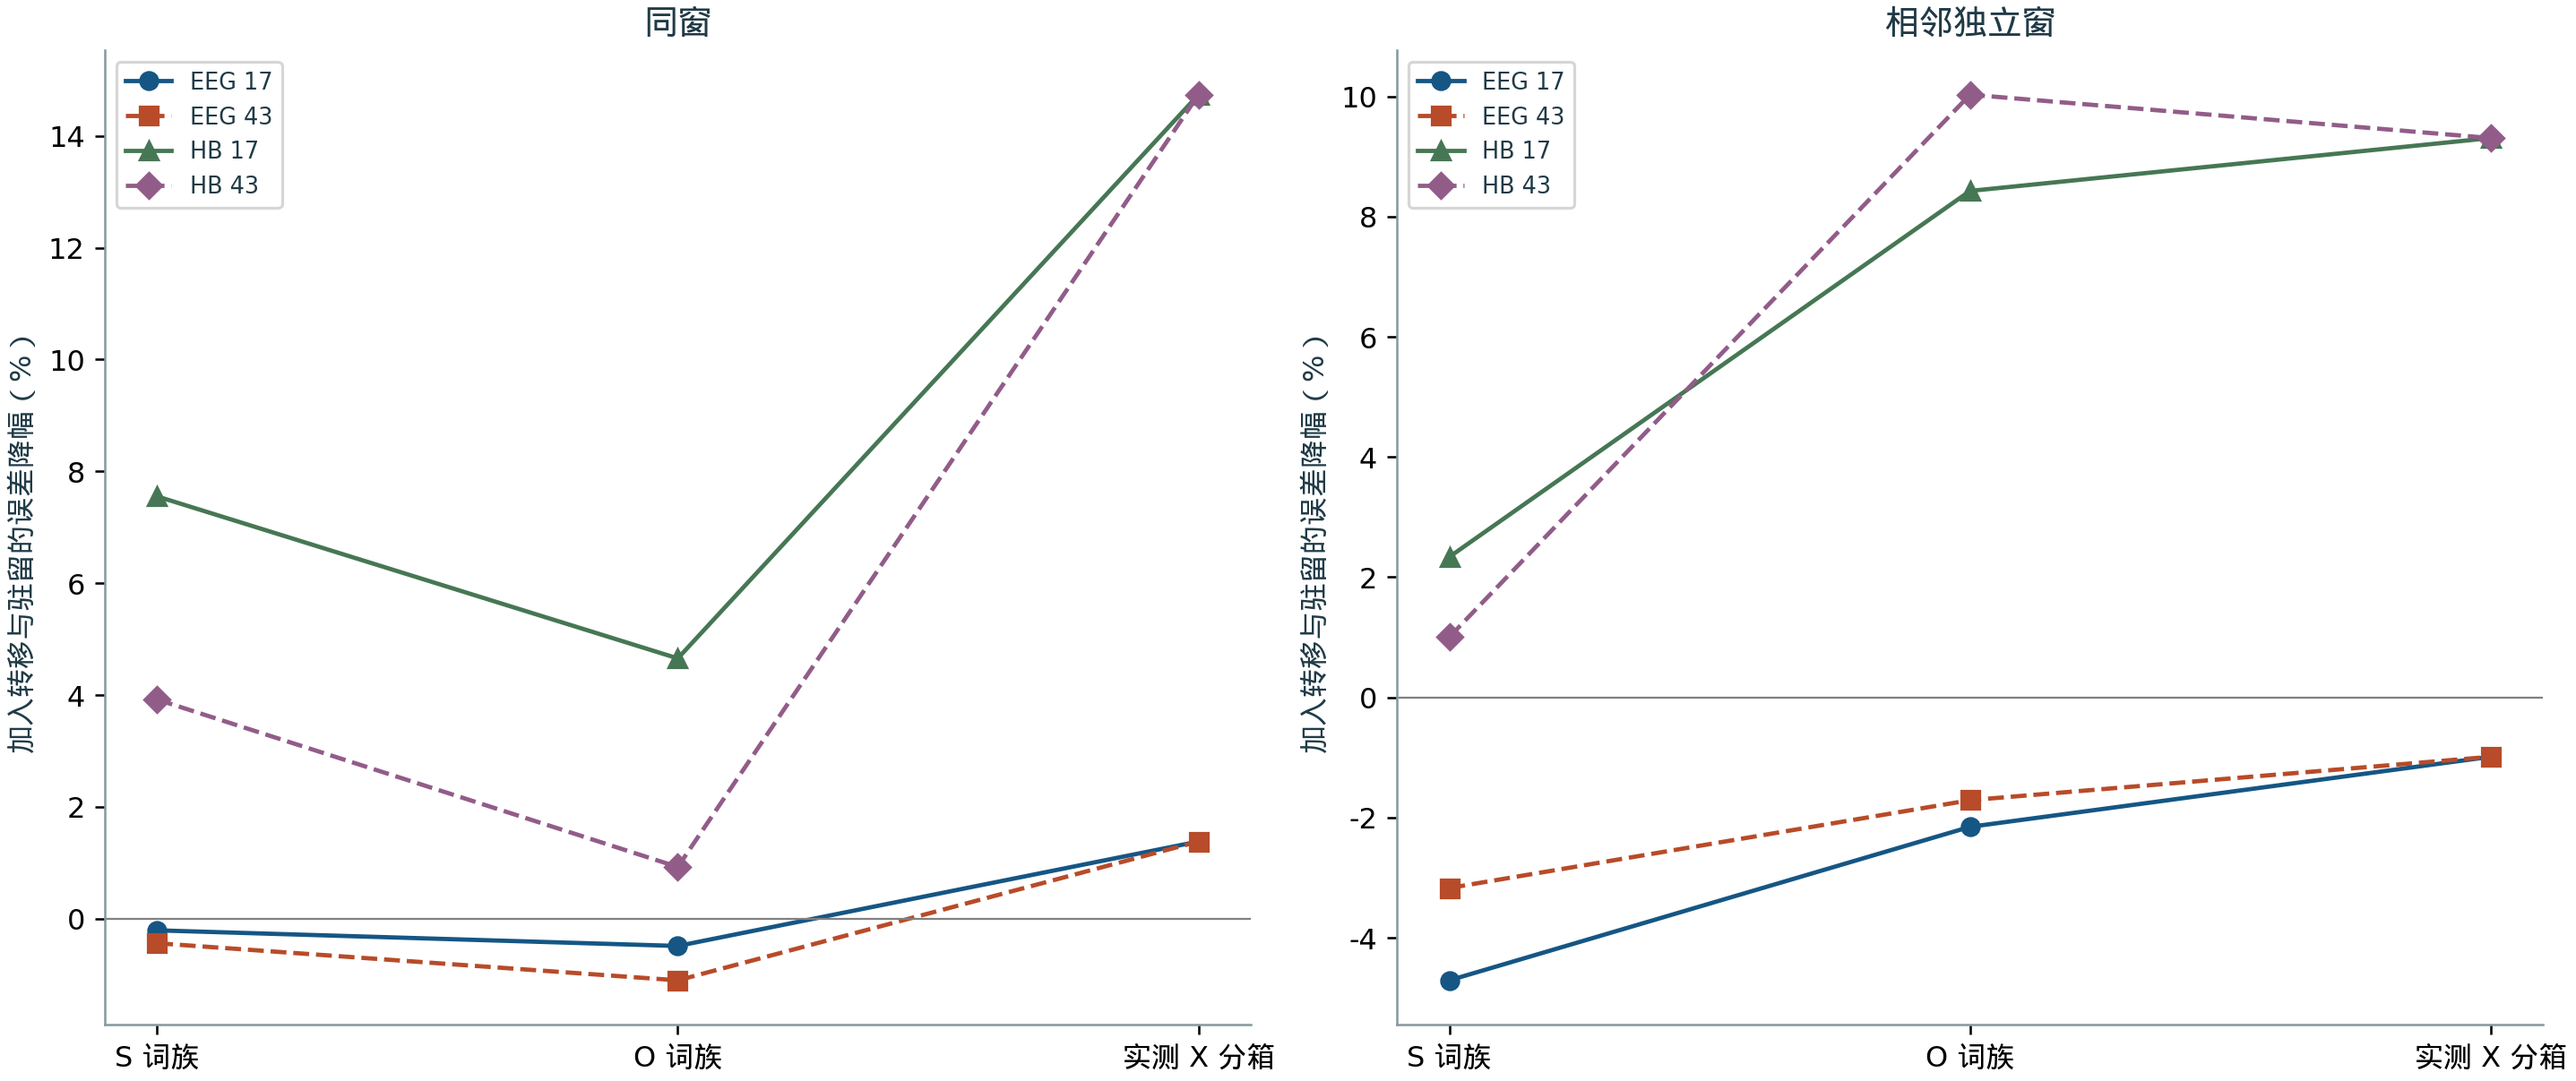 同窗
加入转移与驻留的误差降幅（%）
EEG 17
EEG 43
HB 17
HB 43
14
12
10
8
6
4
2
0
S 词族
O 词族
实测 X 分箱
相邻独立窗
加入转移与驻留的误差降幅（%）
EEG 17
EEG 43
HB 17
HB 43
10
8
6
4
2
0
-2
-4
S 词族
O 词族
实测 X 分箱